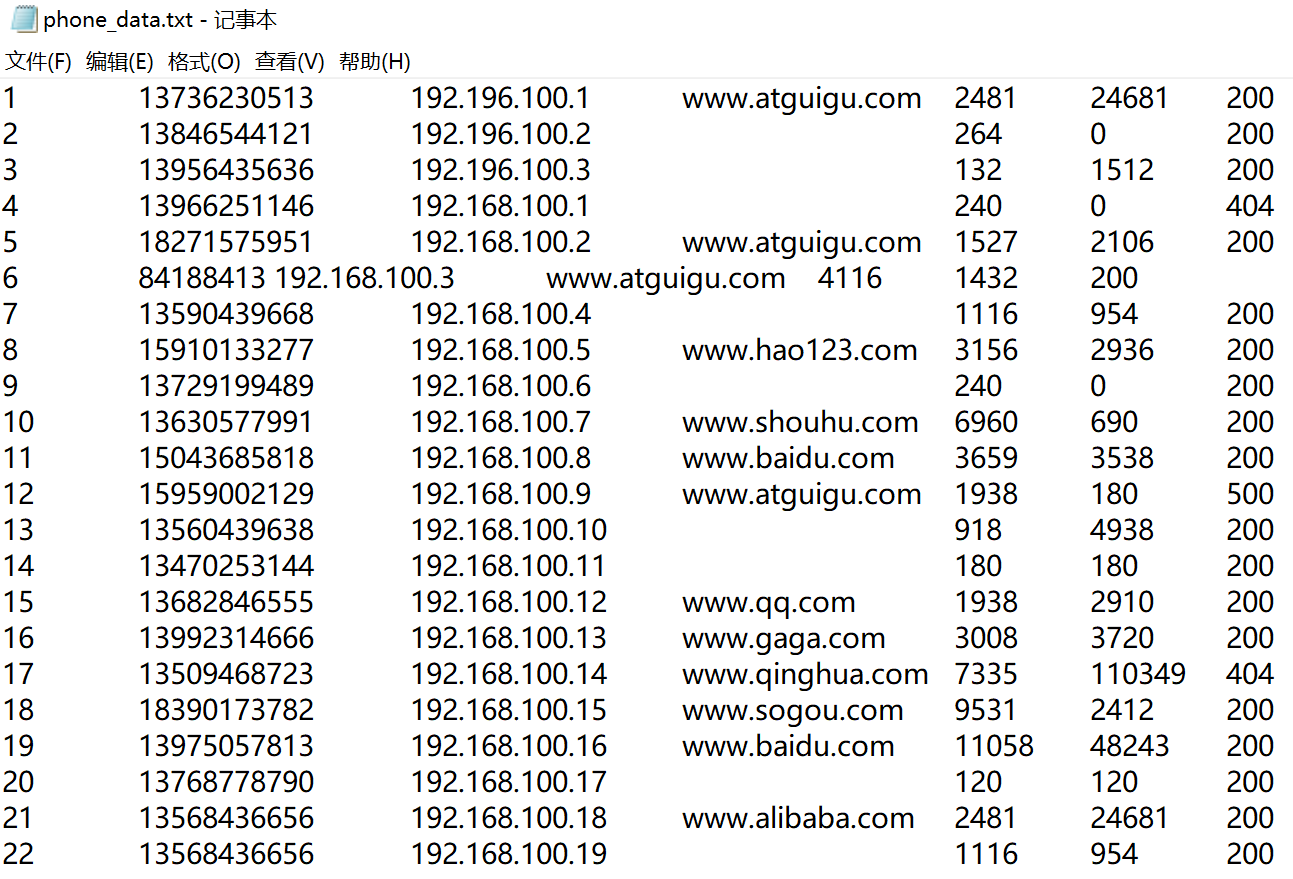 phone_data.txt - 记事本
文件(F) 编辑(E) 格式(O) 查看(V) 帮助(H)
1 13736230513 192.196.100.1 www.atguigu.com 2481 24681 200
2 13846544121 192.196.100.2 264 0 200
3 13956435636 192.196.100.3 132 1512 200
4 13966251146 192.168.100.1 240 0 404
5 18271575951 192.168.100.2 www.atguigu.com 1527 2106 200
6 84188413 192.168.100.3 www.atguigu.com 4116 1432 200
7 13590439668 192.168.100.4 1116 954 200
8 15910133277 192.168.100.5 www.hao123.com 3156 2936 200
9 13729199489 192.168.100.6 240 0 200
10 13630577991 192.168.100.7 www.shouhu.com 6960 690 200
11 15043685818 192.168.100.8 www.baidu.com 3659 3538 200
12 15959002129 192.168.100.9 www.atguigu.com 1938 180 500
13 13560439638 192.168.100.10 918 4938 200
14 13470253144 192.168.100.11 180 180 200
15 13682846555 192.168.100.12 www.qq.com 1938 2910 200
16 13992314666 192.168.100.13 www.gaga.com 3008 3720 200
17 13509468723 192.168.100.14 www.qinghua.com 7335 110349 404
18 18390173782 192.168.100.15 www.sogou.com 9531 2412 200
19 13975057813 192.168.100.16 www.baidu.com 11058 48243 200
20 13768778790 192.168.100.17 120 120 200
21 13568436656 192.168.100.18 www.alibaba.com 2481 24681 200
22 13568436656 192.168.100.19 1116 954 200